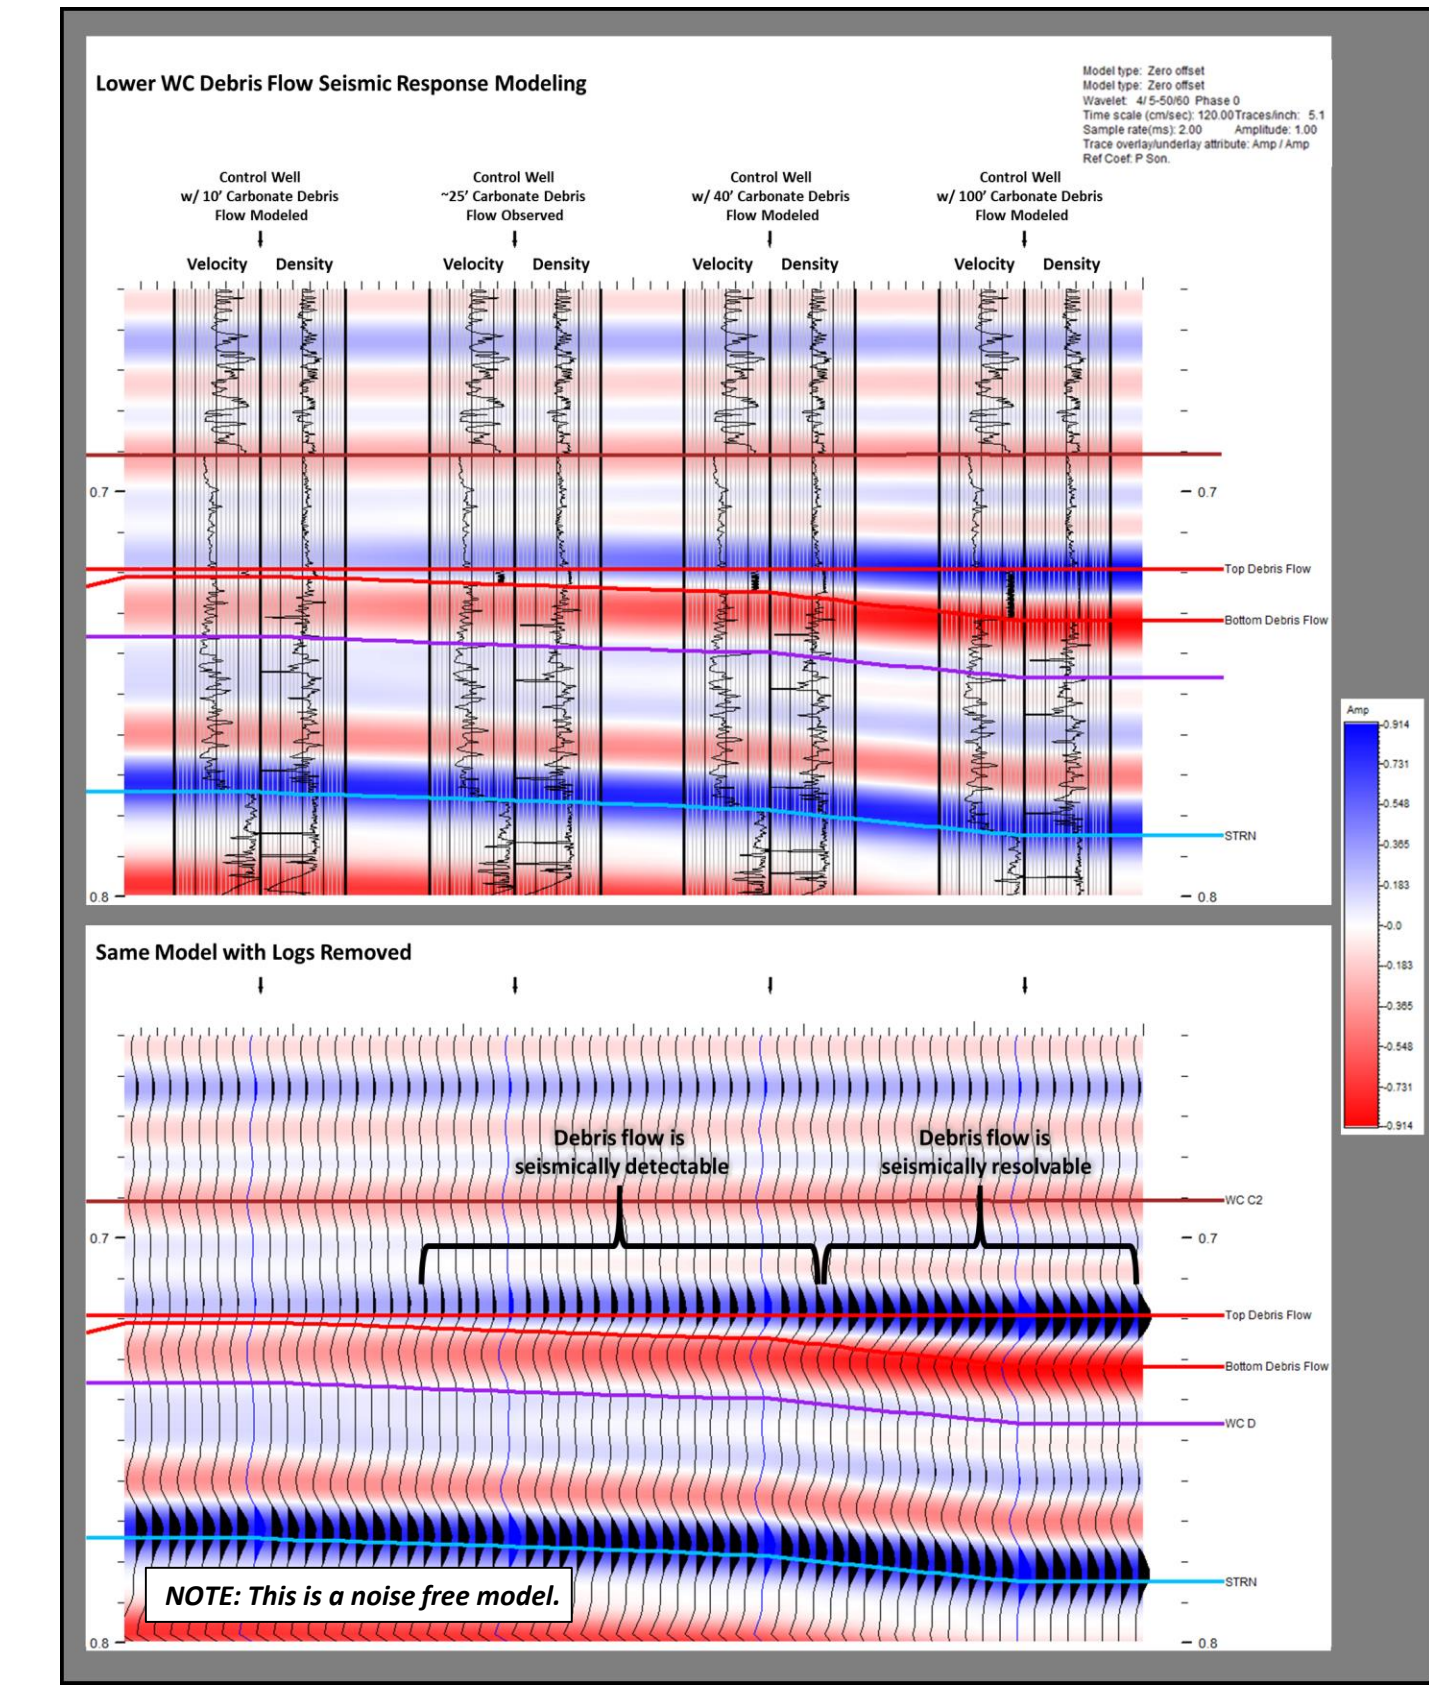 Lower WC Debris Flow Seismic Response Modeling
Model type: Zero offset
Model type: Zero offset
Wavelet: 4/ 5-50/60 Phase 0
Time scale (cm/sec): 120.00Traces/inch: 5.1
Sample rate(ms): 2.00 Amplitude: 1.00
Trace overlay/underlay attribute: Amp / Amp
Ref Coef: P Son.
Control Well
w/ 10’ Carbonate Debris
Flow Modeled
Control Well
~25’ Carbonate Debris
Flow Observed
Control Well
w/ 40’ Carbonate Debris
Flow Modeled
Control Well
w/ 100’ Carbonate Debris
Flow Modeled
Velocity Density
Velocity Density
Velocity Density
Velocity Density
0.7
0.7
Top Debris Flow
Bottom Debris Flow
STRN
0.8
0.8
Amp
0.914
0.731
0.548
0.365
0.183
-0.0
-0.183
-0.365
-0.548
-0.731
-0.914
Same Model with Logs Removed
Debris flow is
seismically detectable
Debris flow is
seismically resolvable
WC C2
0.7
0.7
Top Debris Flow
Bottom Debris Flow
WC D
STRN
NOTE: This is a noise free model.
0.8
0.8